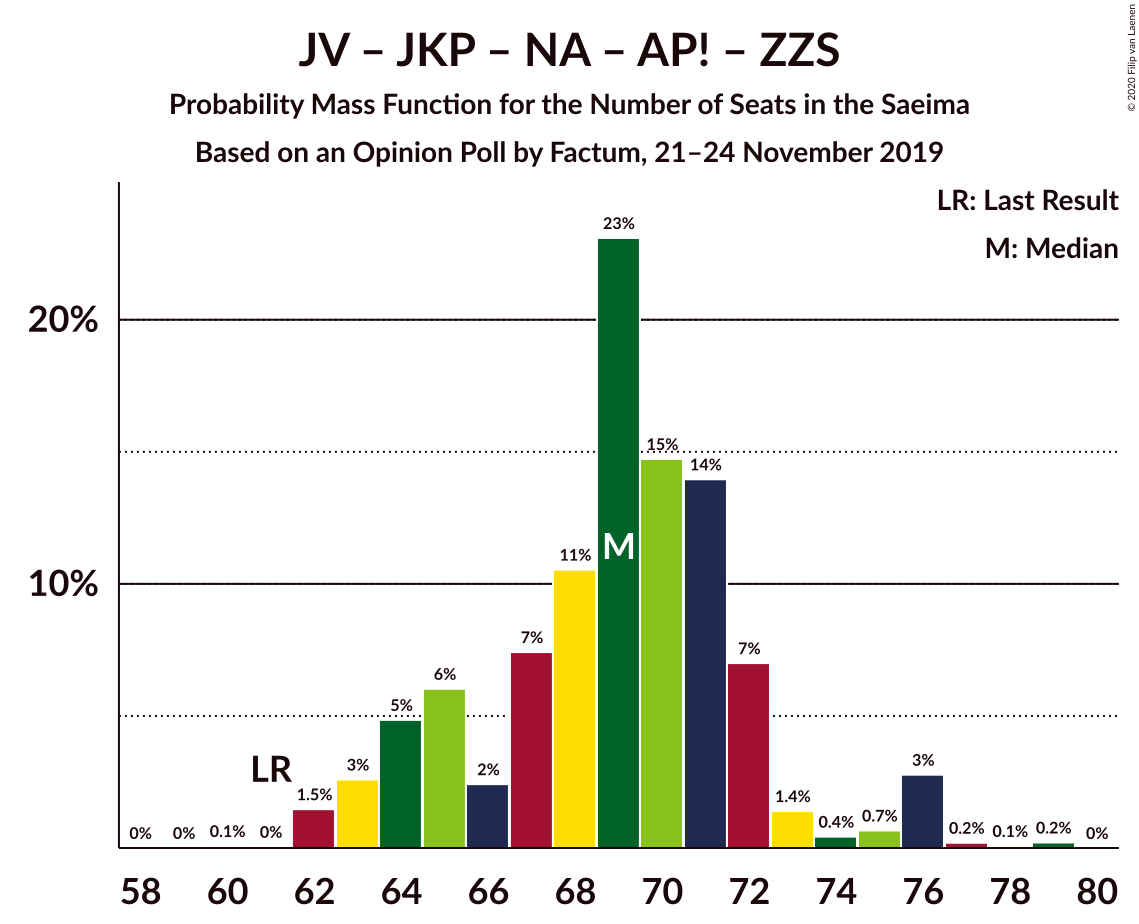 JV – JKP – NA – AP! – ZZS
Probability Mass Function for the Number of Seats in the Saeima
Based on an Opinion Poll by Factum, 21–24 November 2019
© 2020 Filip van Laenen
LR: Last Result
M: Median
20%
10%
0% 0% 0.1% 0% 1.5% 3% 5% 6% 2% 7% 11% 23% 15% 14% 7% 1.4% 0.4% 0.7% 3% 0.2% 0.1% 0.2% 0%
LR
M
58 60 62 64 66 68 70 72 74 76 78 80